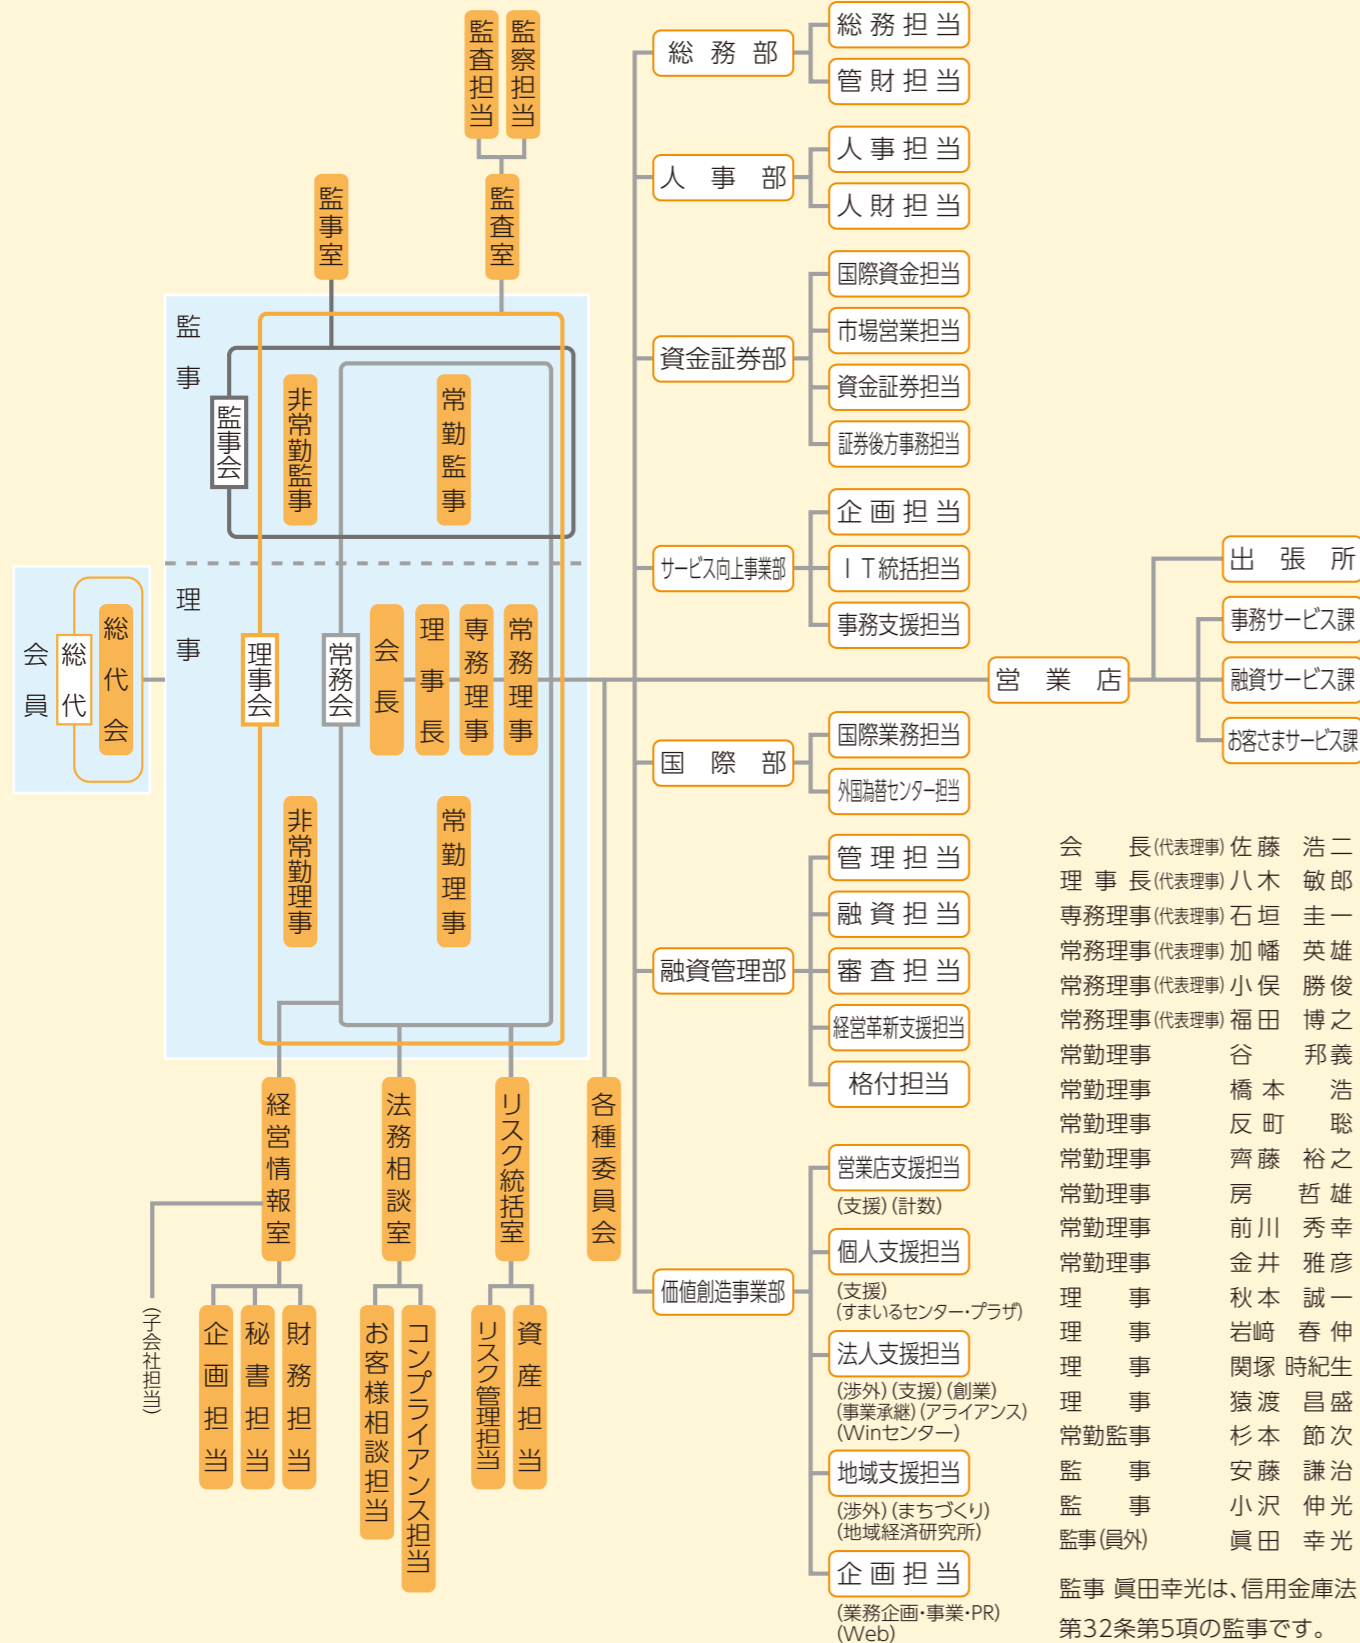 監査担当
監察担当
監事室
監査室
監事
監事会
非常勤監事
常勤監事
会員
総代
総代会
理事
理事会
常務会
会長
理事長
専務理事
常務理事
非常勤理事
常勤理事
経営情報室
法務相談室
リスク統括室
各種委員会
(子会社担当)
企画担当
秘書担当
財務担当
お客様相談担当
コンプライアンス担当
リスク管理担当
資産担当
総務部
総務担当
管財担当
人事部
人事担当
人財担当
資金証券部
国際資金担当
市場営業担当
資金証券担当
証券後方事務担当
サービス向上事業部
企画担当
IT統括担当
事務支援担当
営業店
出張所
事務サービス課
融資サービス課
お客さまサービス課
国際部
国際業務担当
外国為替センター担当
融資管理部
管理担当
融資担当
審査担当
経営革新支援担当
格付担当
価値創造事業部
営業店支援担当
(支援)(計数)
個人支援担当
(支援)
(すまいるセンター・プラザ)
法人支援担当
(渉外)(支援)(創業)
(事業承継)(アライアンス)
(Winセンター)
地域支援担当
(渉外)(まちづくり)
(地域経済研究所)
企画担当
(業務企画・事業・PR)
(Web)
会長(代表理事) 佐藤 浩二
理事長(代表理事) 八木 敏郎
専務理事(代表理事) 石垣 圭一
常務理事(代表理事) 加幡 英雄
常務理事(代表理事) 小俣 勝俊
常務理事(代表理事) 福田 博之
常勤理事 谷 邦義
常勤理事 橋本 浩
常勤理事 反町 聡
常勤理事 齊藤 裕之
常勤理事 房 哲雄
常勤理事 前川 秀幸
常勤理事 金井 雅彦
理事 秋本 誠一
理事 岩﨑 春伸
理事 関塚 時紀生
理事 猿渡 昌盛
常勤監事 杉本 節次
監事 安藤 謙治
監事 小沢 伸光
監事(員外) 眞田 幸光
監事 眞田幸光は、信用金庫法
第32条第5項の監事です。